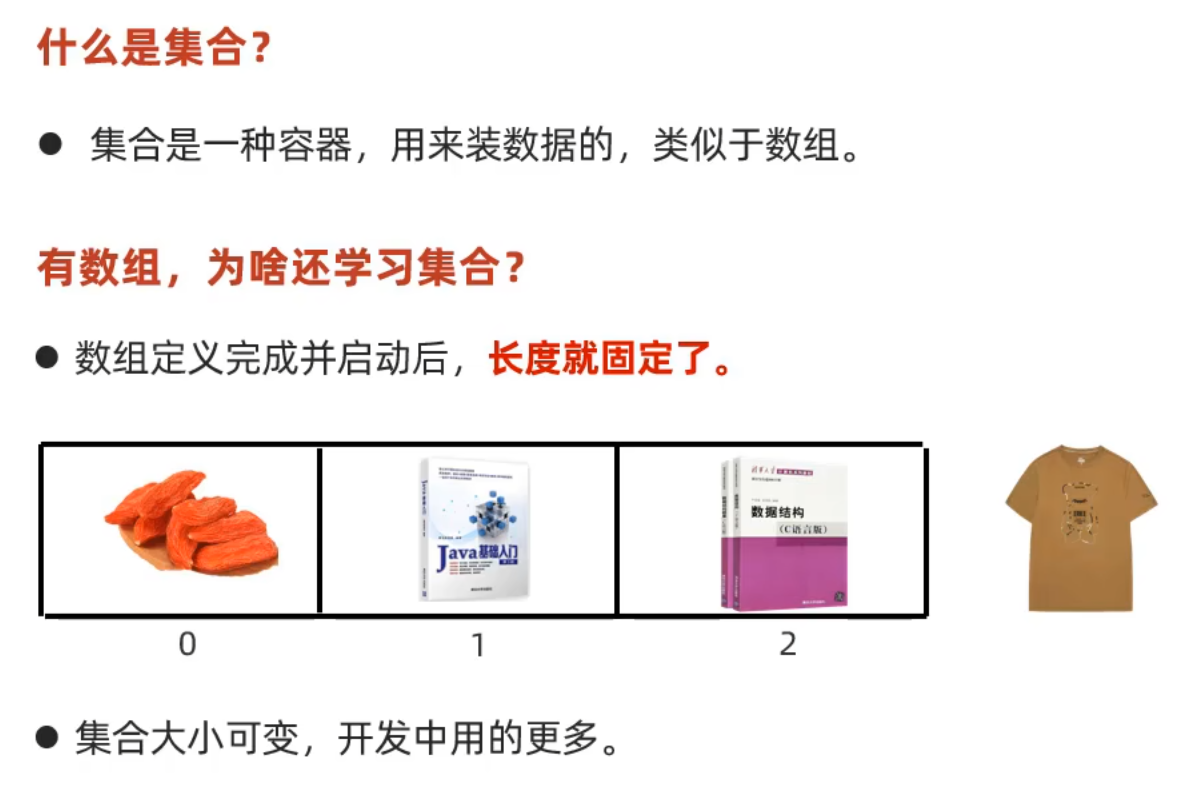 什么是集合？
集合是一种容器，用来装数据的，类似于数组。
有数组，为啥还学习集合？
数组定义完成并启动后，长度就固定了。
Java基础入门
清华大学
数据结构
（C语言版）
0
1
2
集合大小可变，开发中用的更多。